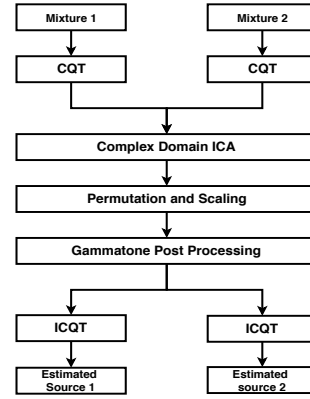 Mixture 1
Mixture 2
CQT
CQT
Complex Domain ICA
Permutation and Scaling
Gammatone Post Processing
ICQT
ICQT
Estimated
Source 1
Estimated
source 2